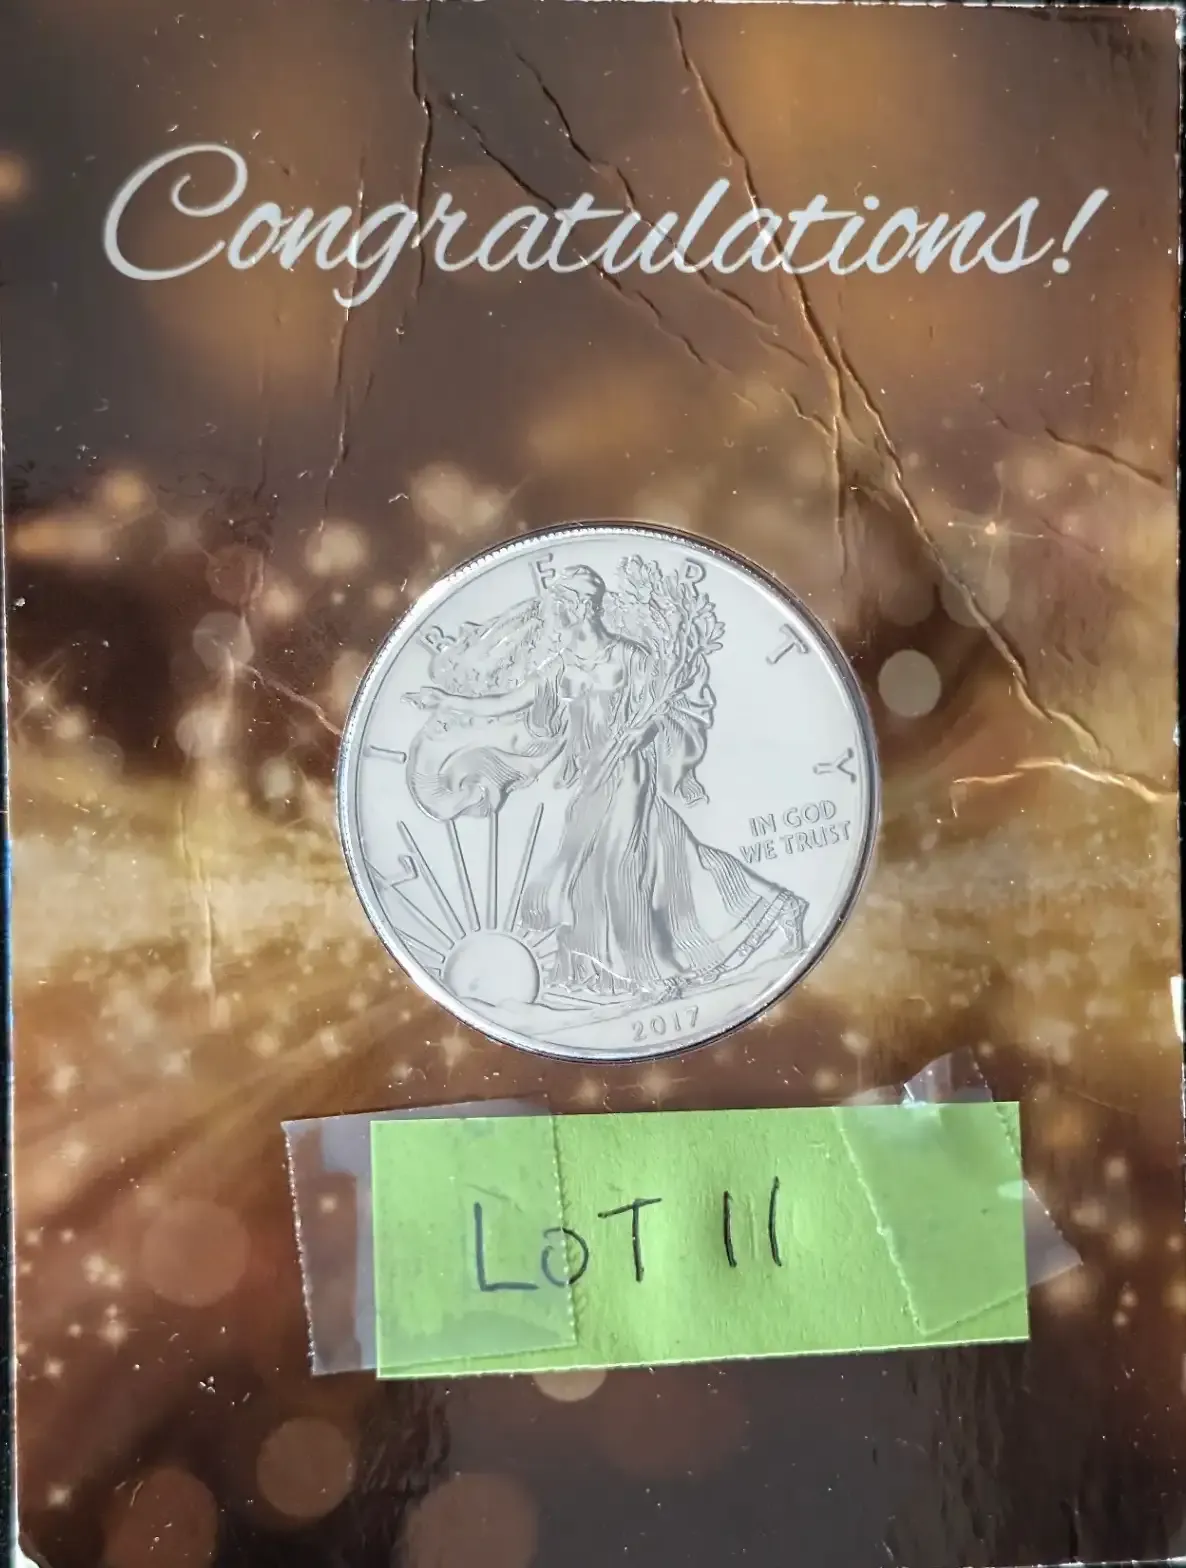 Congratulations!
LIBERTY
IN GOD
WE TRUST
2017
LOT 11